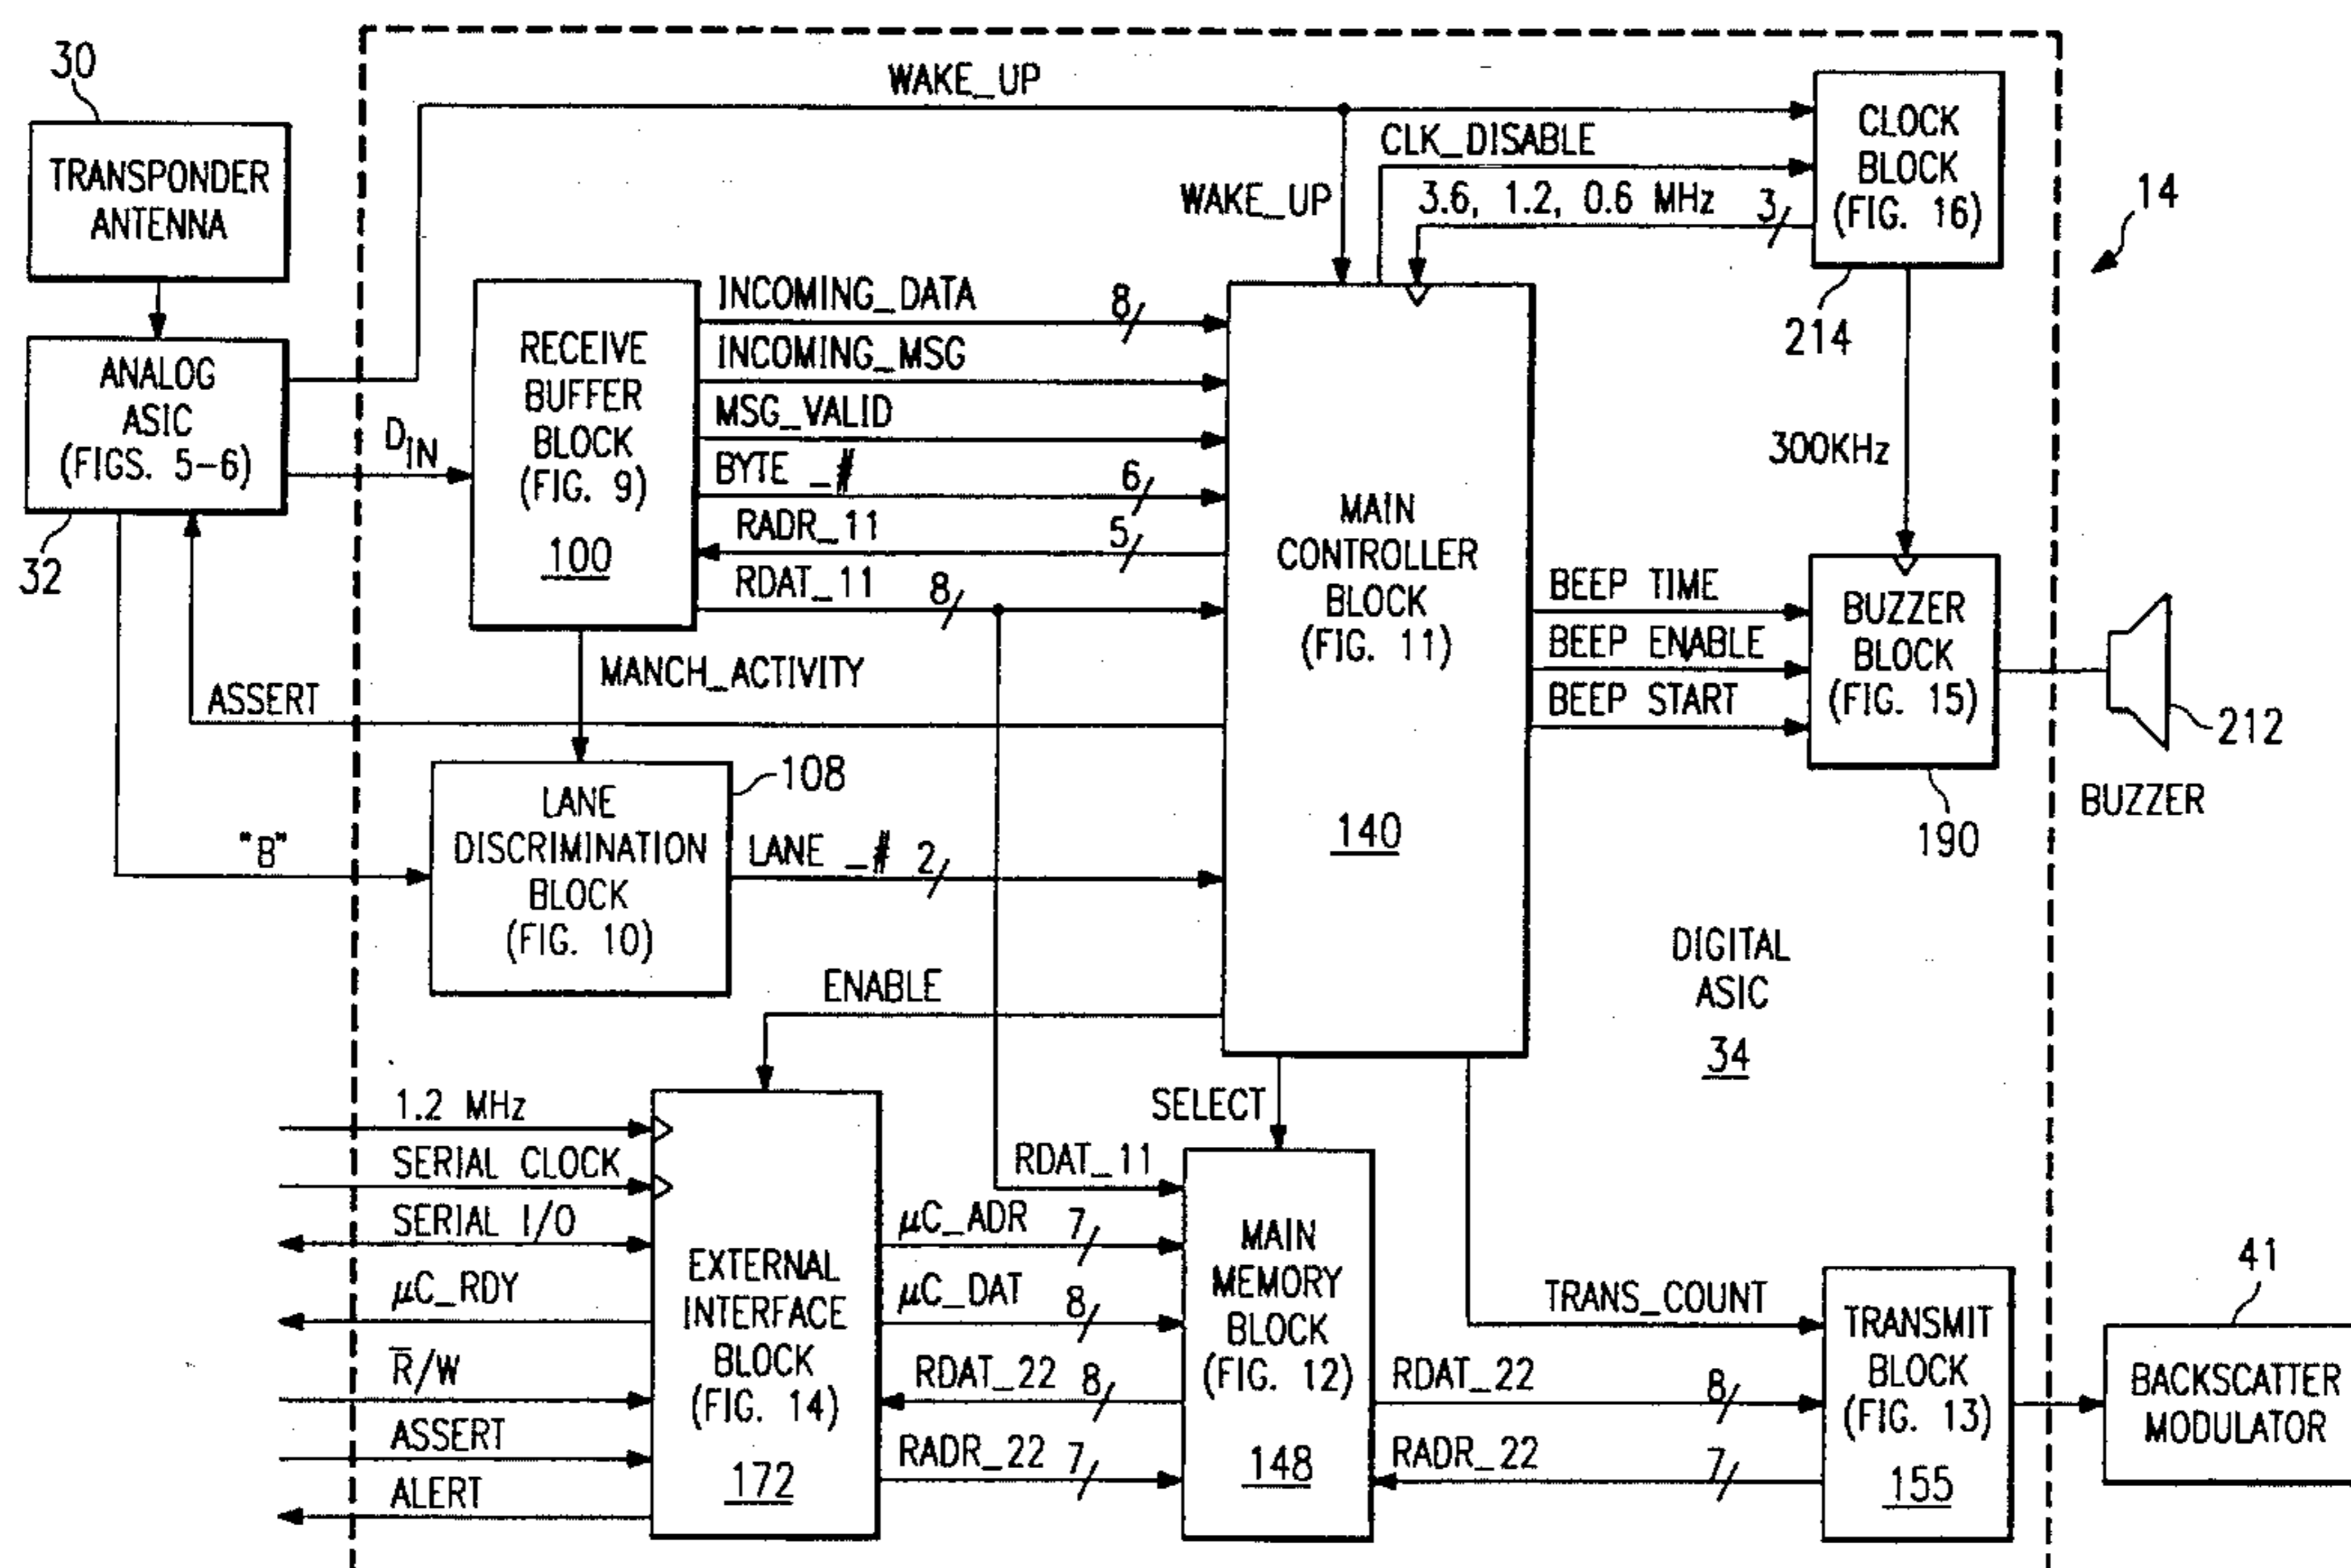 30
TRANSPONDER
ANTENNA
ANALOG
ASIC
(FIGS. 5-6)
32
WAKE_UP
D_IN
ASSERT
"B"
RECEIVE
BUFFER
BLOCK
(FIG. 9)
100
INCOMING_DATA 8
INCOMING_MSG
MSG_VALID
BYTE _# 6
RADR_11 5
RDAT_11 8
MANCH_ACTIVITY
LANE
DISCRIMINATION
BLOCK
(FIG. 10)
108
LANE _# 2
WAKE_UP
CLK_DISABLE
3.6, 1.2, 0.6 MHz 3
CLOCK
BLOCK
(FIG. 16)
214
14
300KHz
MAIN
CONTROLLER
BLOCK
(FIG. 11)
140
BEEP TIME
BEEP ENABLE
BEEP START
BUZZER
BLOCK
(FIG. 15)
190
212
BUZZER
DIGITAL
ASIC
34
ENABLE
SELECT
RDAT_11
1.2 MHz
SERIAL CLOCK
SERIAL I/O
μC_RDY
R̅/W
ASSERT
ALERT
EXTERNAL
INTERFACE
BLOCK
(FIG. 14)
172
μC_ADR 7
μC_DAT 8
RDAT_22 8
RADR_22 7
MAIN
MEMORY
BLOCK
(FIG. 12)
148
TRANS_COUNT
RDAT_22 8
RADR_22 7
TRANSMIT
BLOCK
(FIG. 13)
155
41
BACKSCATTER
MODULATOR